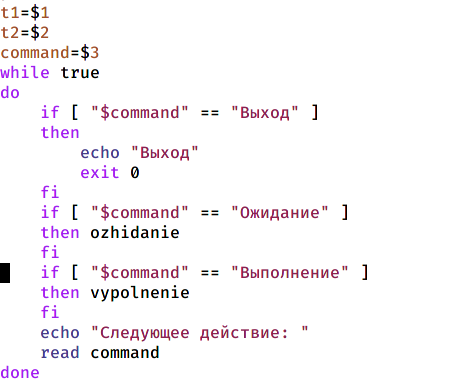 t1=$1
t2=$2
command=$3
while true
do
    if [ "$command" == "Выход" ]
    then
        echo "Выход"
        exit 0
    fi
    if [ "$command" == "Ожидание" ]
    then ozhidanie
    fi
    if [ "$command" == "Выполнение" ]
    then vypolnenie
    fi
    echo "Следующее действие: "
    read command
done